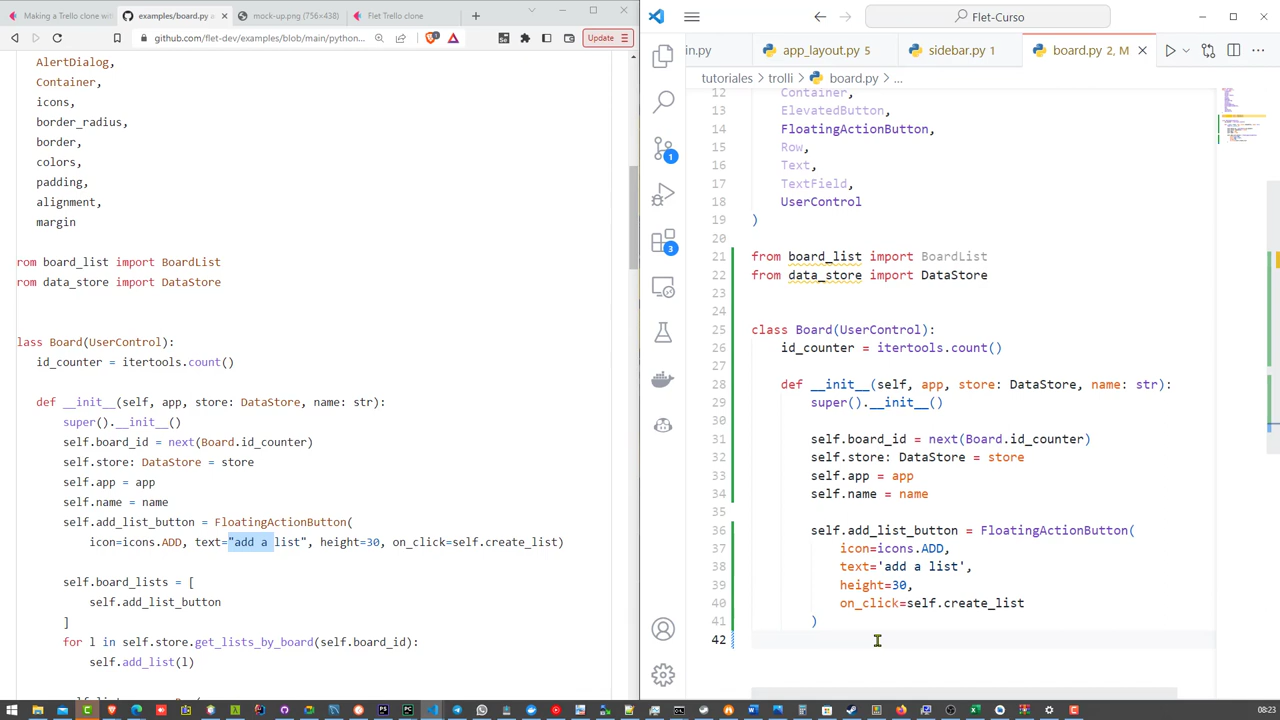 Making a Trello clone with
examples/board.py at
mock-up.png (756×438)
Flet Trello clone
github.com/flet-dev/examples/blob/main/python...
Update
AlertDialog,
Container,
icons,
border_radius,
border,
colors,
padding,
alignment,
margin
rom board_list import BoardList
rom data_store import DataStore
lass Board(UserControl):
id_counter = itertools.count()
def __init__(self, app, store: DataStore, name: str):
super().__init__()
self.board_id = next(Board.id_counter)
self.store: DataStore = store
self.app = app
self.name = name
self.add_list_button = FloatingActionButton(
icon=icons.ADD, text="add a list", height=30, on_click=self.create_list)
self.board_lists = [
self.add_list_button
]
for l in self.store.get_lists_by_board(self.board_id):
self.add_list(l)
Flet-Curso
in.py
app_layout.py 5
sidebar.py 1
board.py 2, M
tutoriales > trolli > board.py > ...
12 Container,
13 ElevatedButton,
14 FloatingActionButton,
15 Row,
16 Text,
17 TextField,
18 UserControl
19 )
20
21 from board_list import BoardList
22 from data_store import DataStore
23
24
25 class Board(UserControl):
26 id_counter = itertools.count()
27
28 def __init__(self, app, store: DataStore, name: str):
29 super().__init__()
30
31 self.board_id = next(Board.id_counter)
32 self.store: DataStore = store
33 self.app = app
34 self.name = name
35
36 self.add_list_button = FloatingActionButton(
37 icon=icons.ADD,
38 text='add a list',
39 height=30,
40 on_click=self.create_list
41 )
42
1
3
08:23